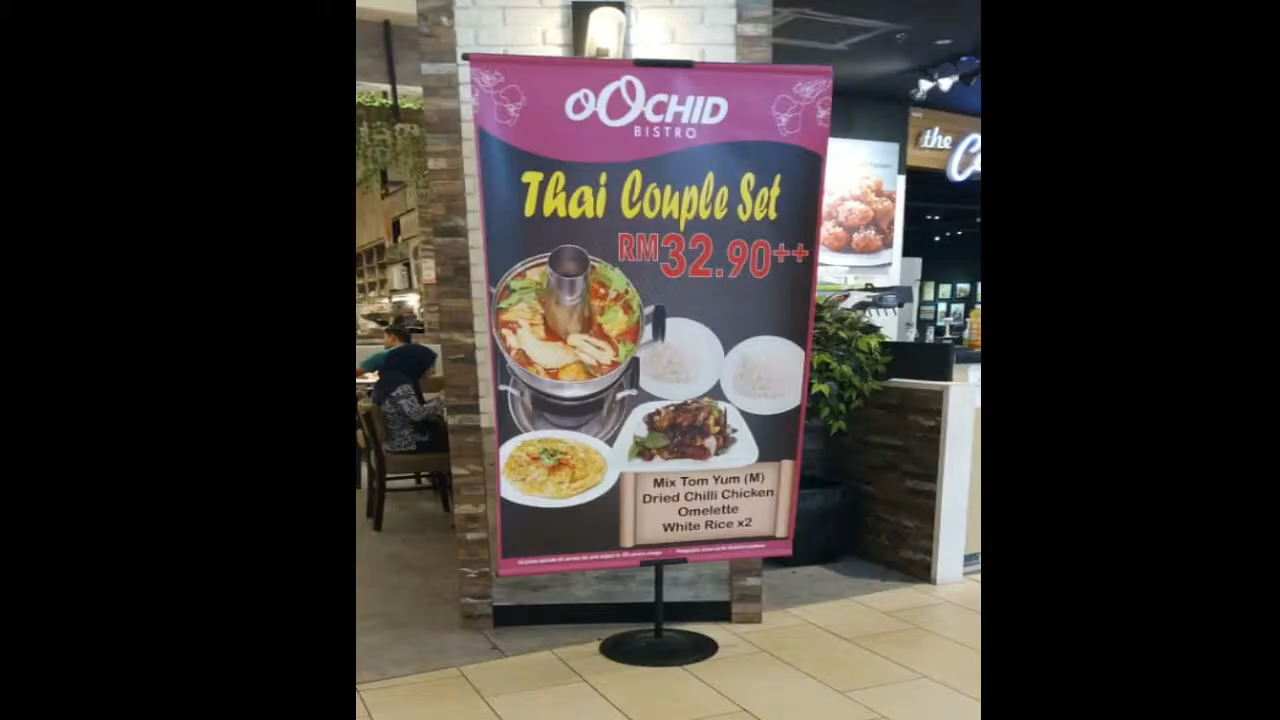 oOCHID
BISTRO
Thai Couple Set
RM32.90++
Mix Tom Yum (M)
Dried Chilli Chicken
Omelette
White Rice x2
the